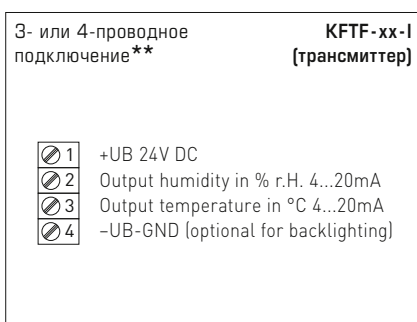 3- или 4-проводное KFTF-xx-I
подключение** (трансмиттер)
1 +UB 24V DC
2 Output humidity in % r.H. 4...20mA
3 Output temperature in °C 4...20mA
4 –UB-GND (optional for backlighting)